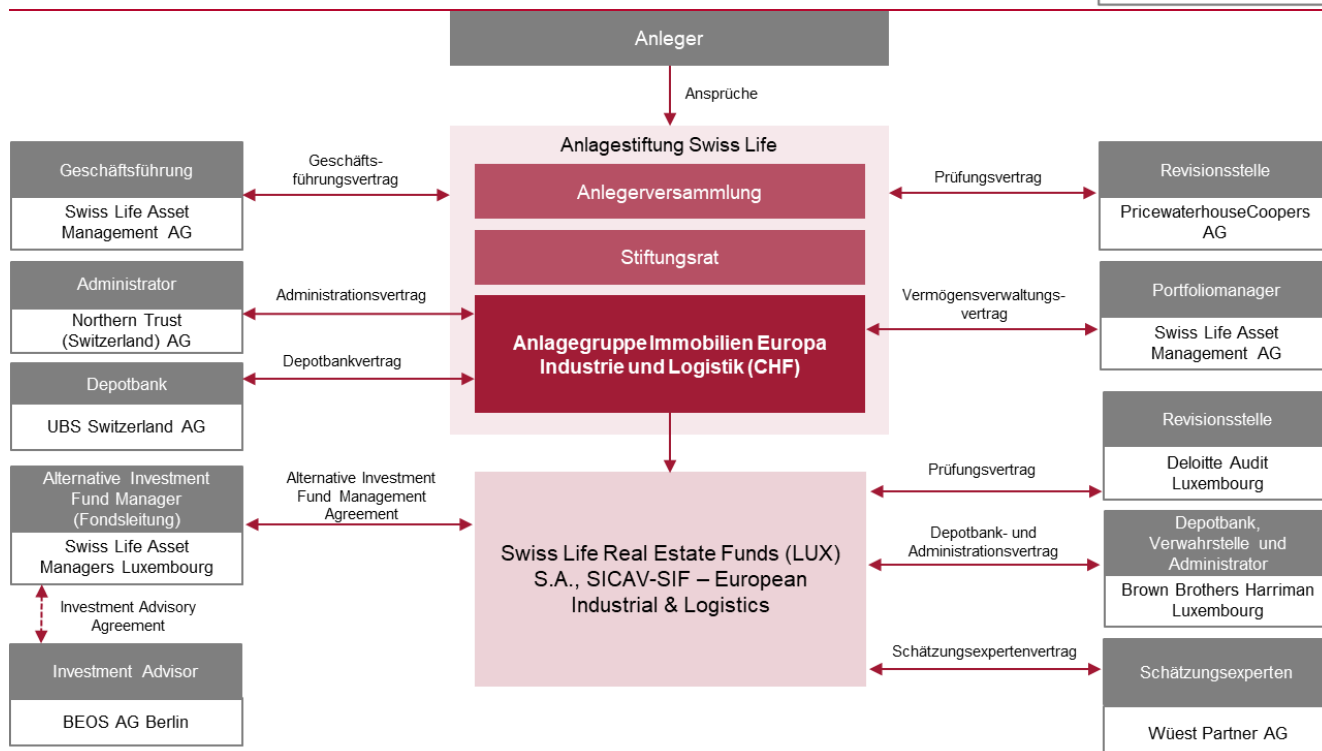 Anleger
Ansprüche
Anlagestiftung Swiss Life
Anlegerversammlung
Stiftungsrat
Anlagegruppe Immobilien Europa
Industrie und Logistik (CHF)
Geschäftsführung
Swiss Life Asset
Management AG
Geschäfts-
führungsvertrag
Administrator
Northern Trust
(Switzerland) AG
Administrationsvertrag
Depotbank
UBS Switzerland AG
Depotbankvertrag
Prüfungsvertrag
Revisionsstelle
PricewaterhouseCoopers
AG
Vermögensverwaltungs-
vertrag
Portfoliomanager
Swiss Life Asset
Management AG
Alternative Investment
Fund Manager
(Fondsleitung)
Swiss Life Asset
Managers Luxembourg
Alternative Investment
Fund Management
Agreement
Investment Advisory
Agreement
Investment Advisor
BEOS AG Berlin
Swiss Life Real Estate Funds (LUX)
S.A., SICAV-SIF – European
Industrial & Logistics
Prüfungsvertrag
Revisionsstelle
Deloitte Audit
Luxembourg
Depotbank- und
Administrationsvertrag
Depotbank,
Verwahrstelle und
Administrator
Brown Brothers Harriman
Luxembourg
Schätzungsexpertenvertrag
Schätzungsexperten
Wüest Partner AG